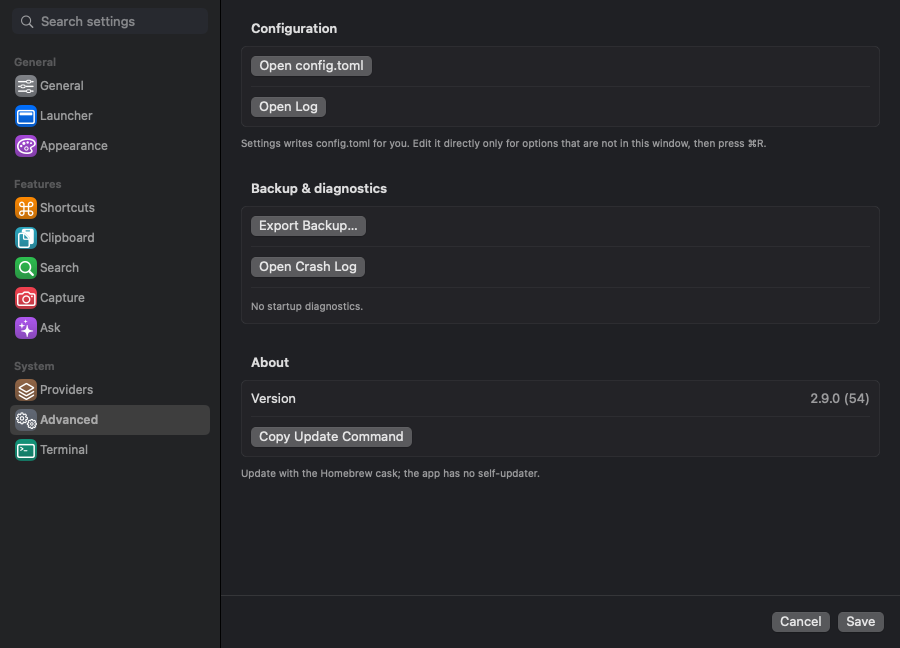 Search settings
General
General
Launcher
Appearance
Features
Shortcuts
Clipboard
Search
Capture
Ask
System
Providers
Advanced
Terminal
Configuration
Open config.toml
Open Log
Settings writes config.toml for you. Edit it directly only for options that are not in this window, then press ⌘R.
Backup & diagnostics
Export Backup...
Open Crash Log
No startup diagnostics.
About
Version 2.9.0 (54)
Copy Update Command
Update with the Homebrew cask; the app has no self-updater.
Cancel Save